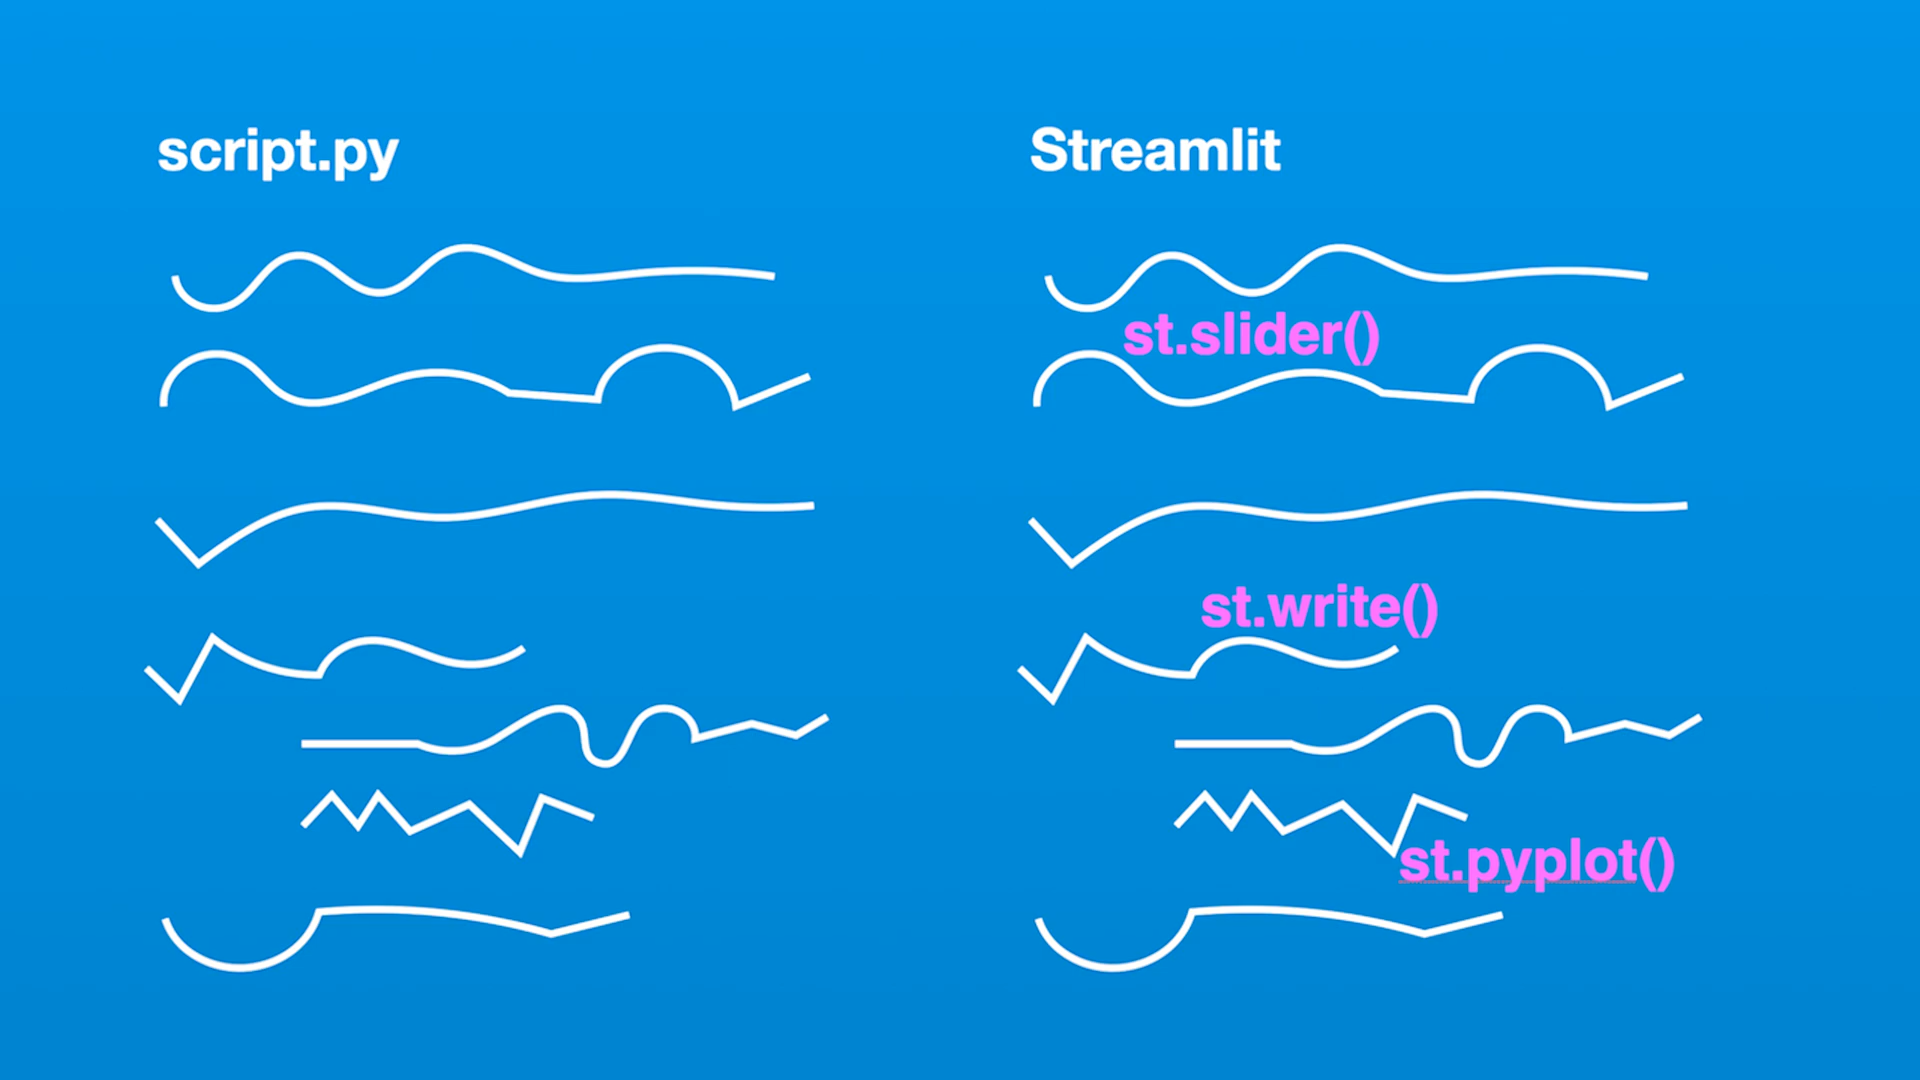 script.py
Streamlit
st.slider()
st.write()
st.pyplot()